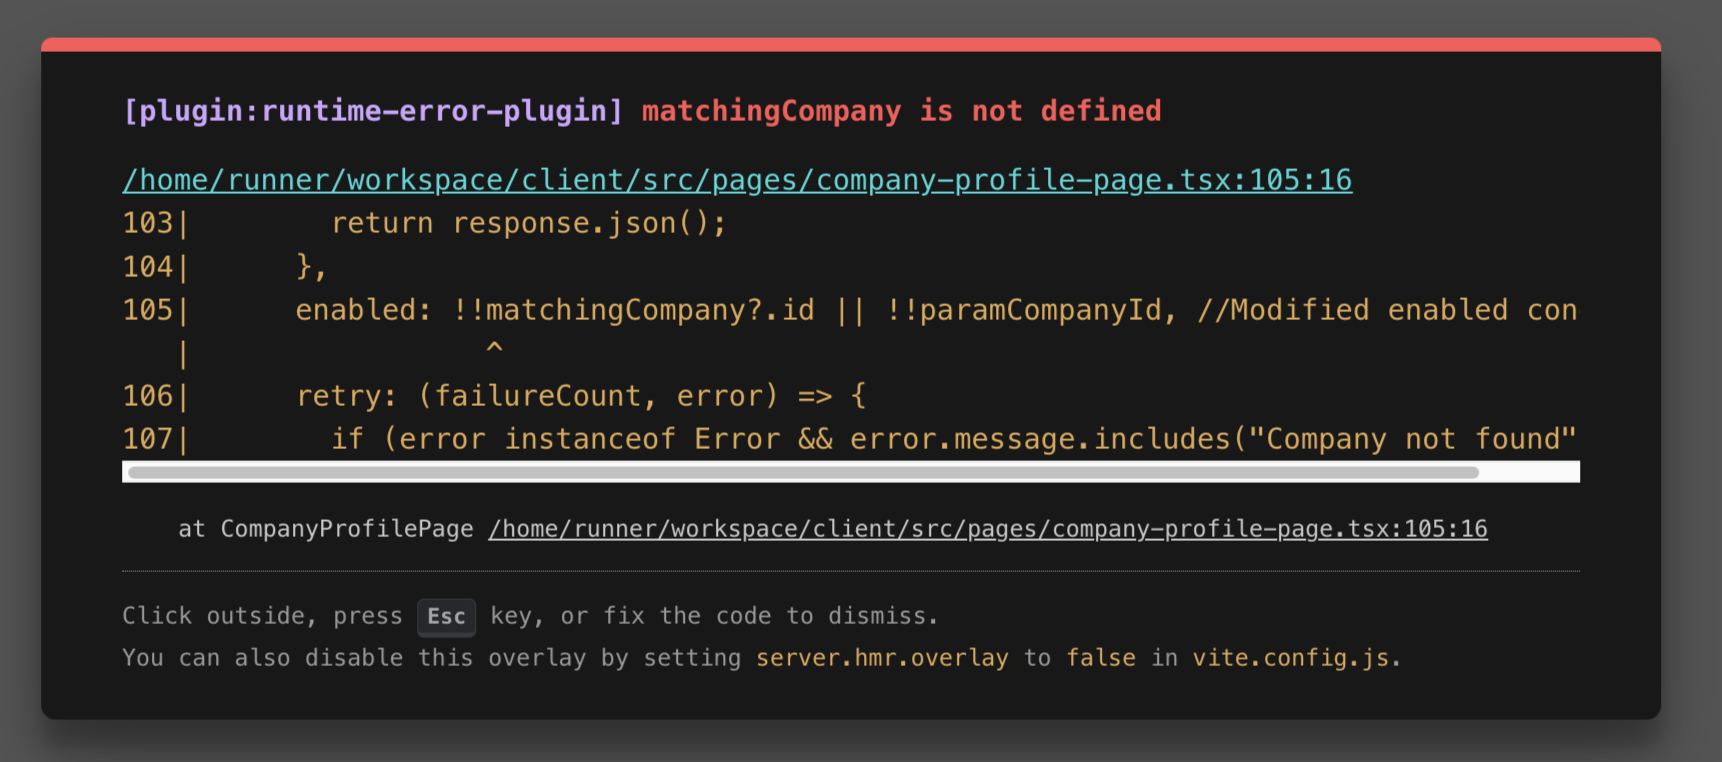 [plugin:runtime-error-plugin] matchingCompany is not defined
/home/runner/workspace/client/src/pages/company-profile-page.tsx:105:16
103|        return response.json();
104|      },
105|      enabled: !!matchingCompany?.id || !!paramCompanyId, //Modified enabled con
   |                 ^
106|      retry: (failureCount, error) => {
107|        if (error instanceof Error && error.message.includes("Company not found"
at CompanyProfilePage /home/runner/workspace/client/src/pages/company-profile-page.tsx:105:16
Click outside, press Esc key, or fix the code to dismiss.
You can also disable this overlay by setting server.hmr.overlay to false in vite.config.js.